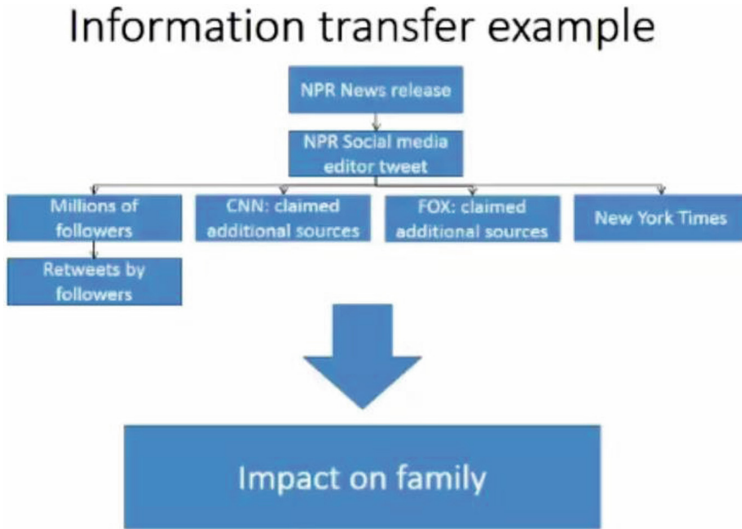 Information transfer example
NPR News release
NPR Social media
editor tweet
Millions of
followers
CNN: claimed
additional sources
FOX: claimed
additional sources
New York Times
Retweets by
followers
Impact on family